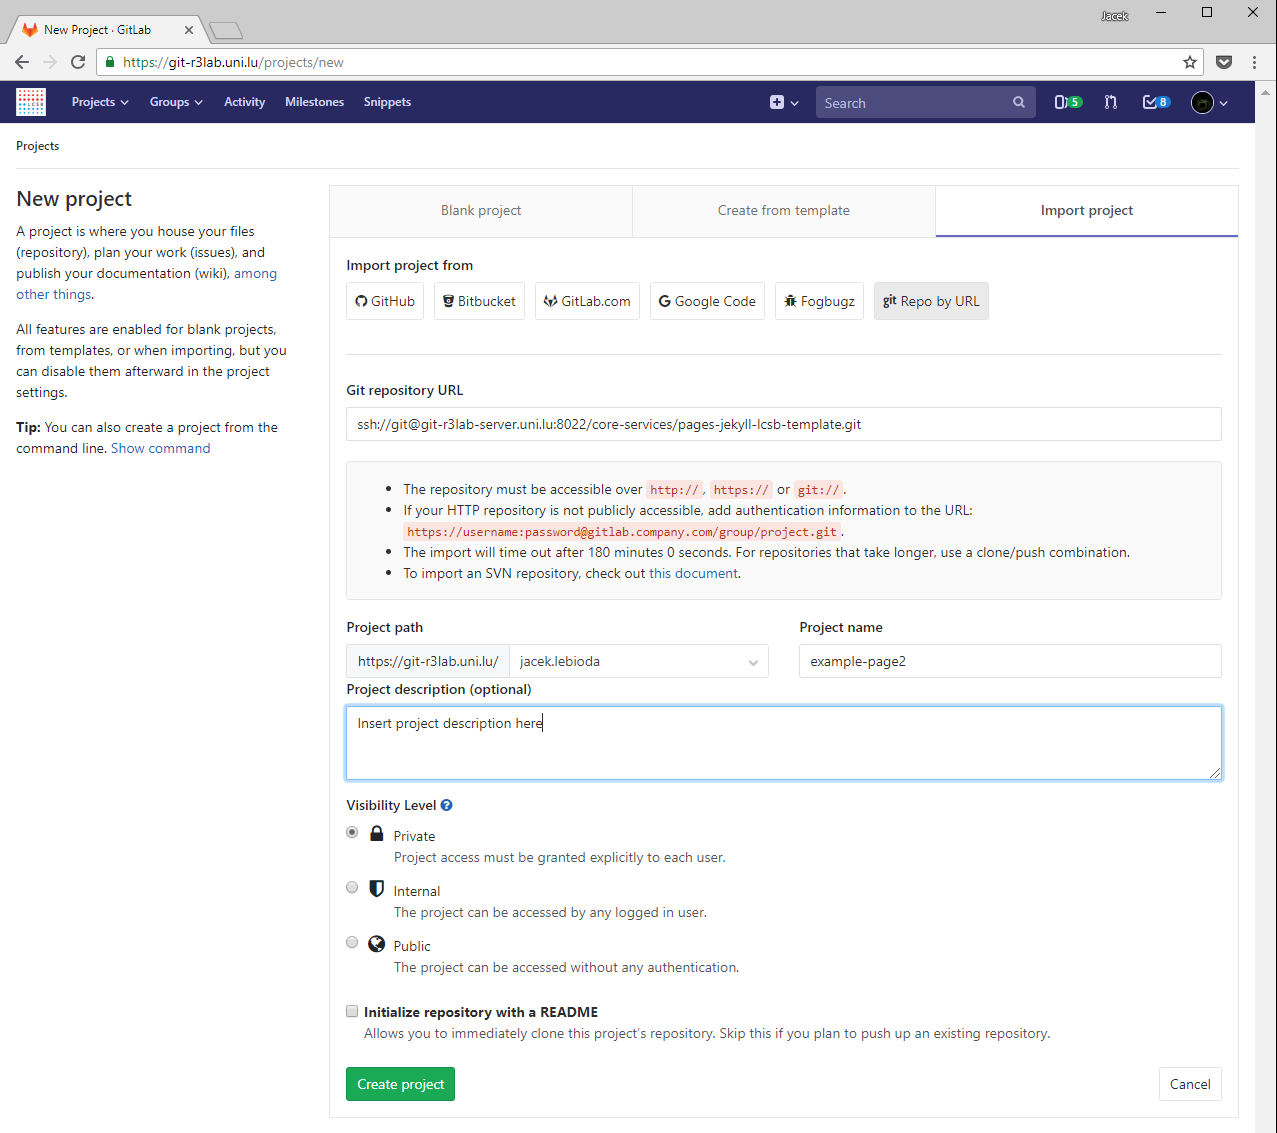 New Project · GitLab
Jacek
https://git-r3lab.uni.lu/projects/new
LCSB
Projects
Groups
Activity
Milestones
Snippets
Search
5
8
Projects
New project
A project is where you house your files
(repository), plan your work (issues), and
publish your documentation (wiki), among
other things.
All features are enabled for blank projects,
from templates, or when importing, but you
can disable them afterward in the project
settings.
Tip: You can also create a project from the
command line. Show command
Blank project
Create from template
Import project
Import project from
GitHub
Bitbucket
GitLab.com
Google Code
Fogbugz
git Repo by URL
Git repository URL
ssh://git@git-r3lab-server.uni.lu:8022/core-services/pages-jekyll-lcsb-template.git
The repository must be accessible over http://, https:// or git://.
If your HTTP repository is not publicly accessible, add authentication information to the URL:
https://username:password@gitlab.company.com/group/project.git.
The import will time out after 180 minutes 0 seconds. For repositories that take longer, use a clone/push combination.
To import an SVN repository, check out this document.
Project path
Project name
https://git-r3lab.uni.lu/
jacek.lebioda
example-page2
Project description (optional)
Insert project description here
Visibility Level
Private
Project access must be granted explicitly to each user.
Internal
The project can be accessed by any logged in user.
Public
The project can be accessed without any authentication.
Initialize repository with a README
Allows you to immediately clone this project's repository. Skip this if you plan to push up an existing repository.
Create project
Cancel